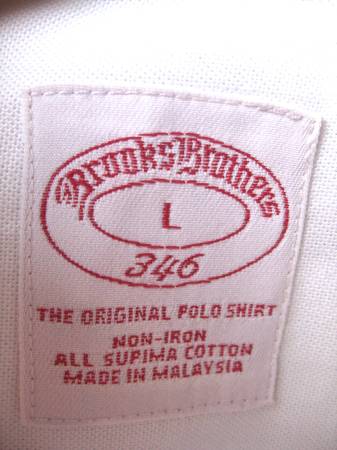 Brooks Brothers
L
346
THE ORIGINAL POLO SHIRT
NON-IRON
ALL SUPIMA COTTON
MADE IN MALAYSIA